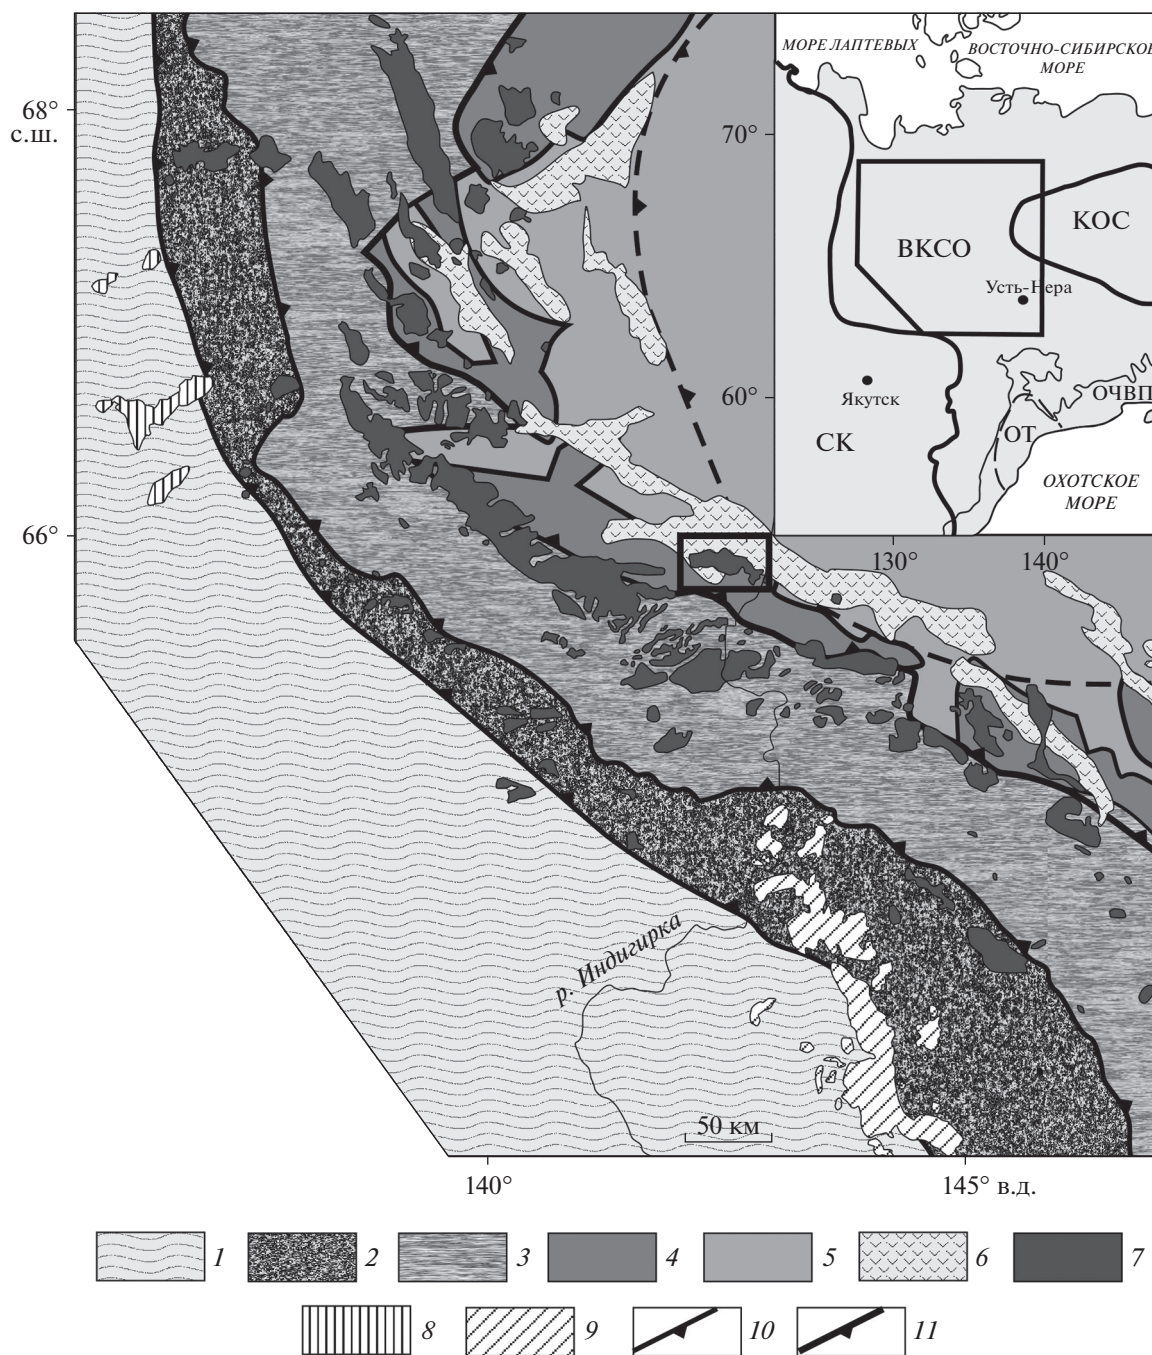 68°
с.ш.
66°
МОРЕ ЛАПТЕВЫХ
ВОСТОЧНО-СИБИРСКОЕ
МОРЕ
70°
КОС
ВКСО
Усть-Нера
60°
Якутск
ОЧВП
СК
ОТ
ОХОТСКОЕ
МОРЕ
130°
140°
р. Индигирка
50 км
140°
145° в.д.
1
2
3
4
5
6
7
8
9
10
11